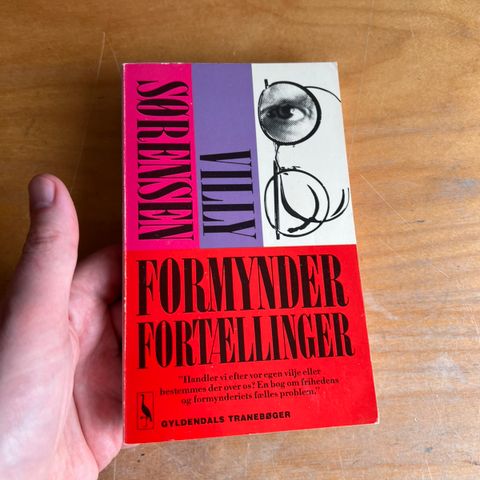 VILLY
SØRENSEN
FORMYNDER
FORTÆLLINGER
"Handler vi efter vor egen vilje eller
bestemmes der over os? En bog om frihedens
og formynderiets fælles problem."
GYLDENDALS TRANEBØGER